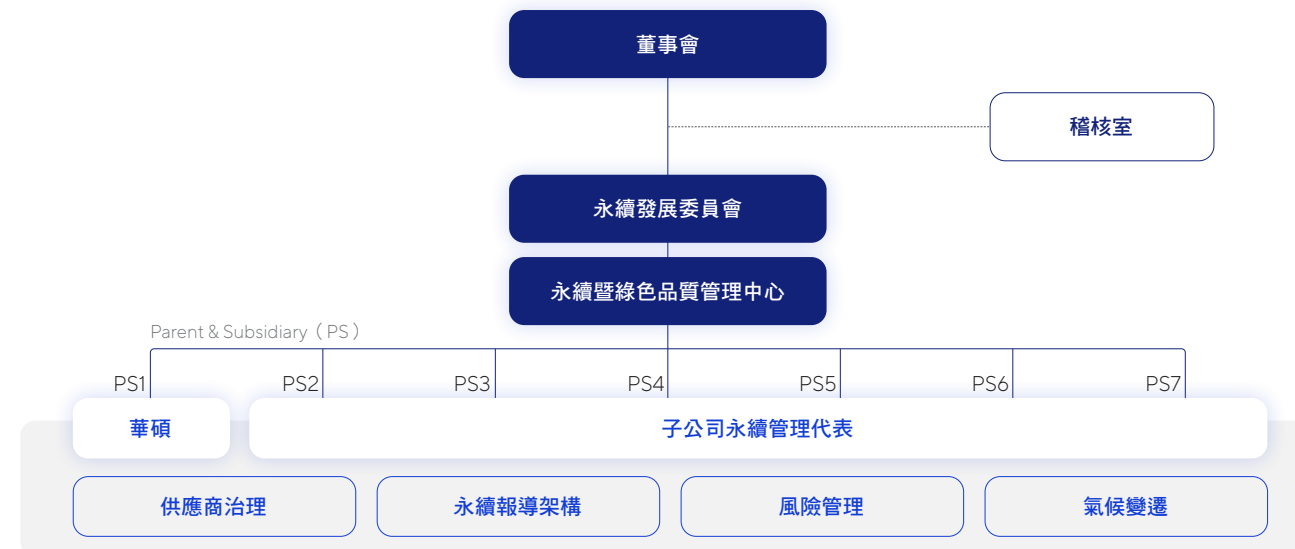 董事會
稽核室
永續發展委員會
永續暨綠色品質管理中心
Parent & Subsidiary（PS）
PS1 PS2 PS3 PS4 PS5 PS6 PS7
華碩 子公司永續管理代表
供應商治理 永續報導架構 風險管理 氣候變遷